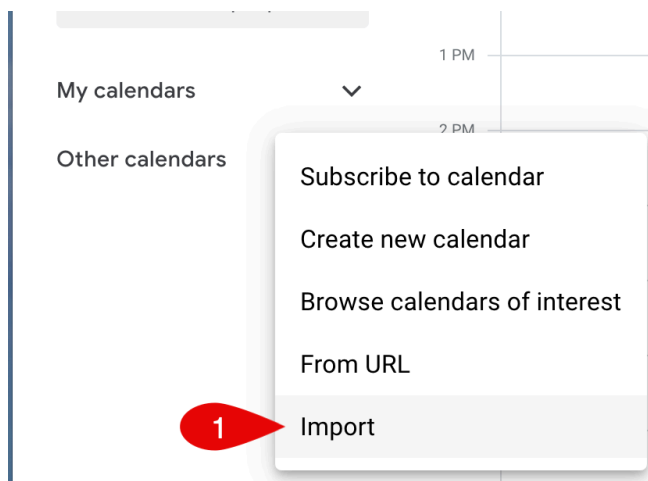 1 PM
My calendars
2 PM
Other calendars
Subscribe to calendar
Create new calendar
Browse calendars of interest
From URL
1
Import